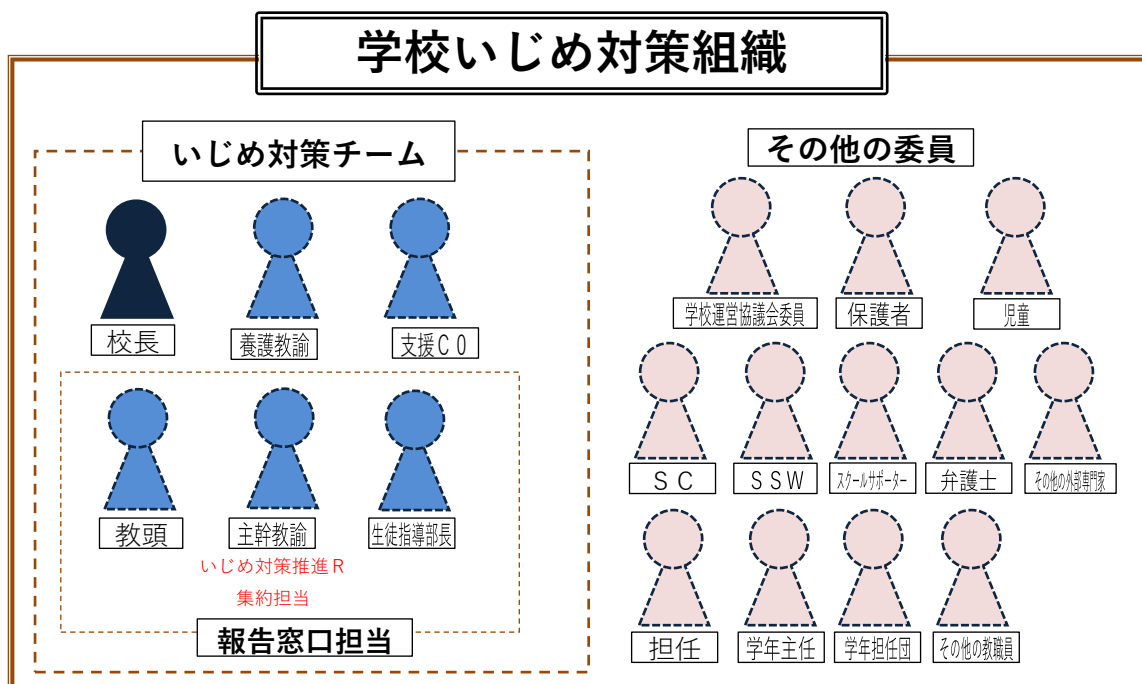 学校いじめ対策組織
いじめ対策チーム
校長
養護教諭
支援CO
教頭
主幹教諭
生徒指導部長
いじめ対策推進R
集約担当
報告窓口担当
その他の委員
学校運営協議会委員
保護者
児童
SC
SSW
スクールサポーター
弁護士
その他の外部専門家
担任
学年主任
学年担任団
その他の教職員